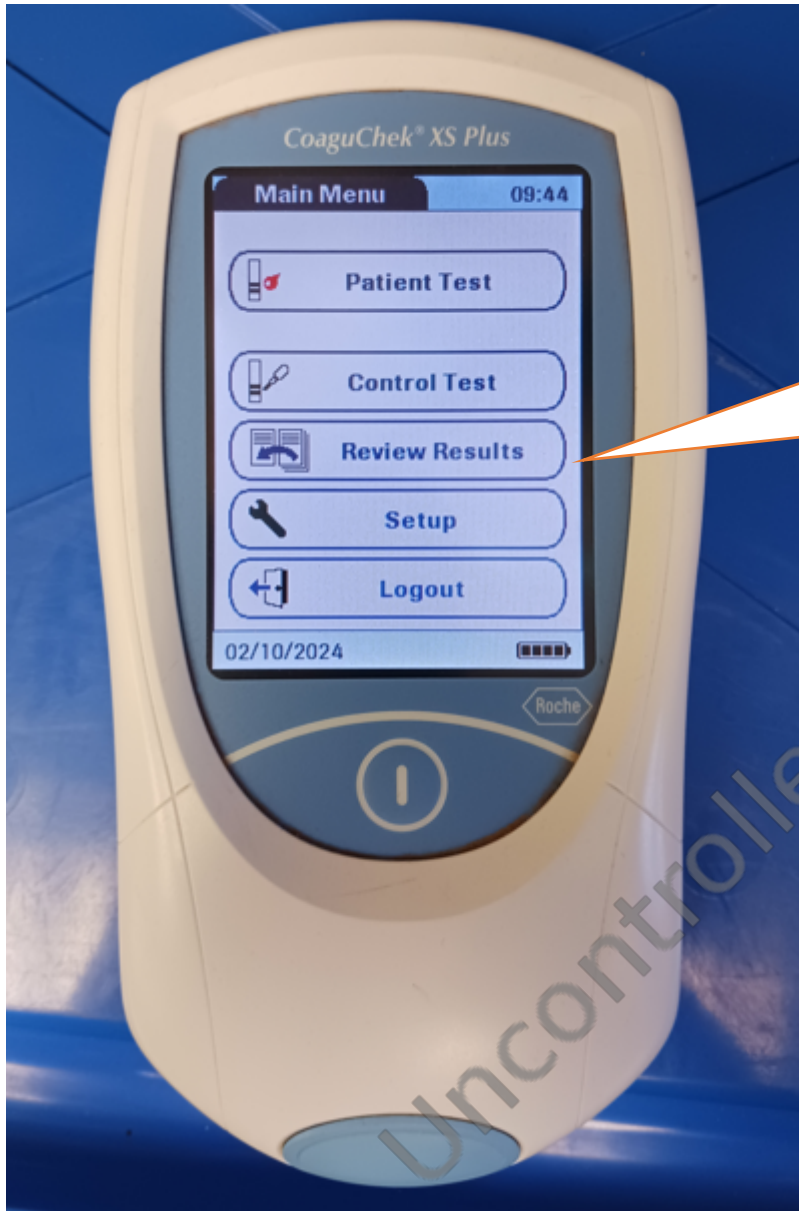 CoaguChek® XS Plus
Main Menu 09:44
Patient Test
Control Test
Review Results
Setup
Logout
02/10/2024
Roche